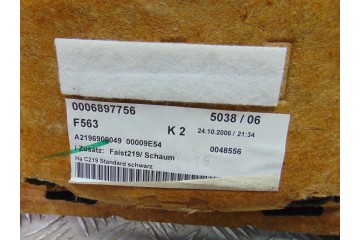 0006897756 5038 / 06
F563 K 2 24.10.2006 / 21:34
A2196900049 00009E54 0048556
/ Zusatz: Faist219/ Schaum
Ha C219 Standard schwarz